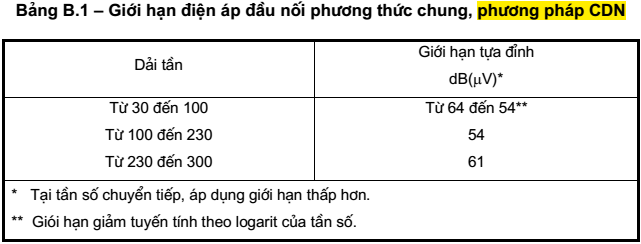 Bảng B.1 – Giới hạn điện áp đầu nối phương thức chung, phương pháp CDN
Dải tần
Giới hạn tựa đỉnh
dB(μV)*
Từ 30 đến 100
Từ 64 đến 54**
Từ 100 đến 230
54
Từ 230 đến 300
61
* Tại tần số chuyển tiếp, áp dụng giới hạn thấp hơn.
** Giói hạn giảm tuyến tính theo logarit của tần số.